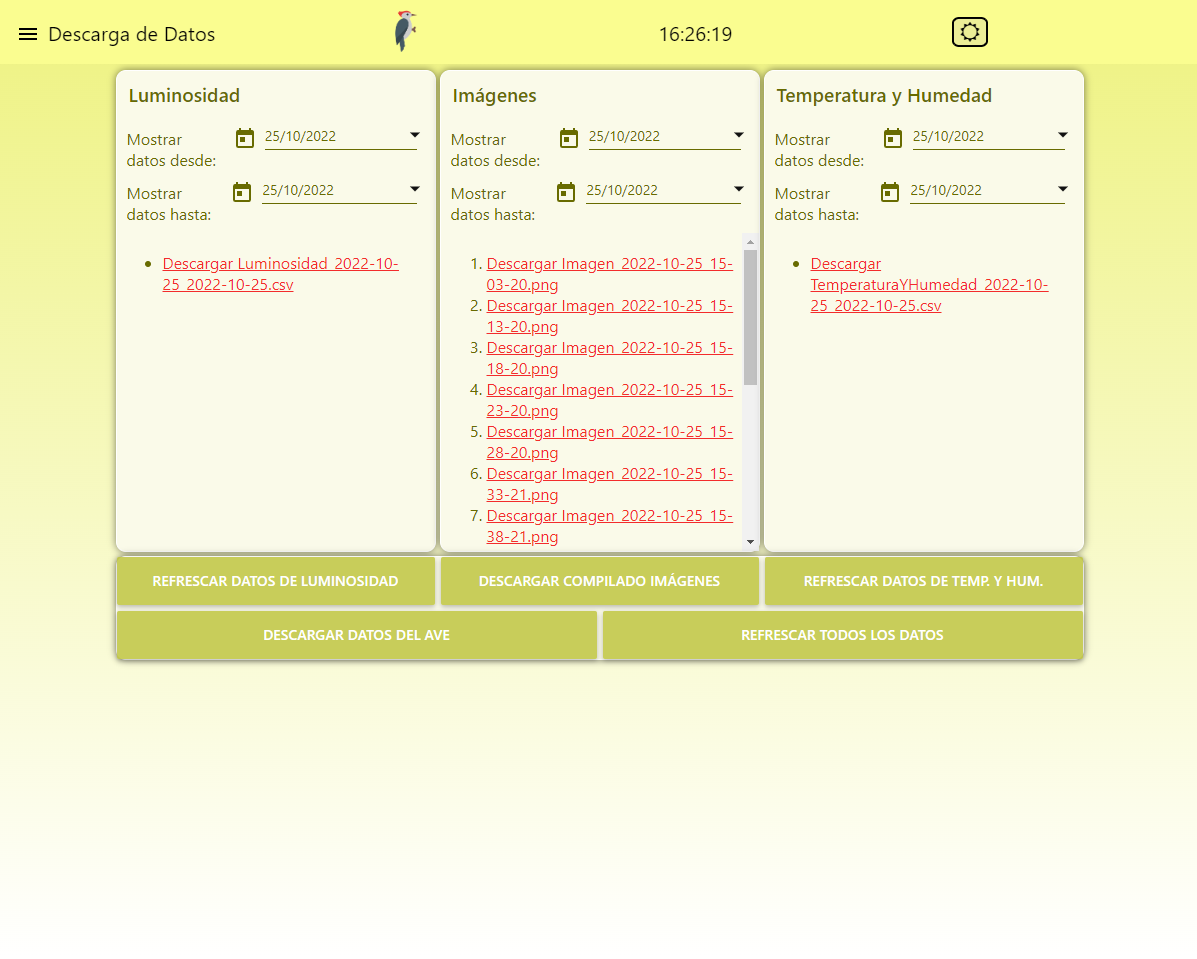 Descarga de Datos
16:26:19
Luminosidad
Mostrar
datos desde:
25/10/2022
Mostrar
datos hasta:
25/10/2022
• Descargar Luminosidad_2022-10-
25_2022-10-25.csv
Imágenes
Mostrar
datos desde:
25/10/2022
Mostrar
datos hasta:
25/10/2022
1. Descargar Imagen_2022-10-25_15-
03-20.png
2. Descargar Imagen_2022-10-25_15-
13-20.png
3. Descargar Imagen_2022-10-25_15-
18-20.png
4. Descargar Imagen_2022-10-25_15-
23-20.png
5. Descargar Imagen_2022-10-25_15-
28-20.png
6. Descargar Imagen_2022-10-25_15-
33-21.png
7. Descargar Imagen_2022-10-25_15-
38-21.png
Temperatura y Humedad
Mostrar
datos desde:
25/10/2022
Mostrar
datos hasta:
25/10/2022
• Descargar
TemperaturaYHumedad_2022-10-
25_2022-10-25.csv
REFRESCAR DATOS DE LUMINOSIDAD
DESCARGAR COMPILADO IMÁGENES
REFRESCAR DATOS DE TEMP. Y HUM.
DESCARGAR DATOS DEL AVE
REFRESCAR TODOS LOS DATOS